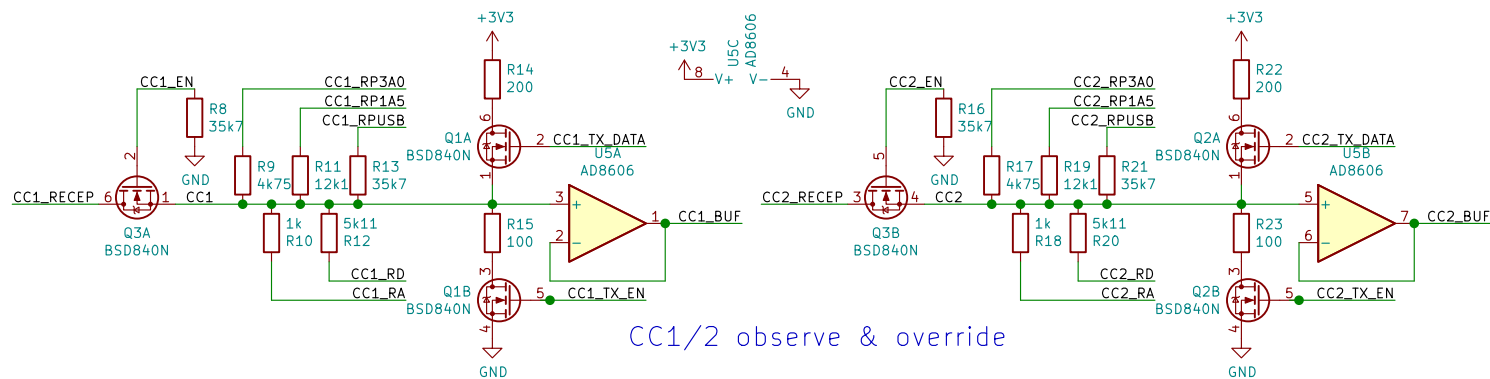 +3V3
R14
200
CC1_EN
R8
35k7
GND
CC1_RP3A0
CC1_RP1A5
CC1_RPUSB
6
Q1A
BSD840N
2
CC1_TX_DATA
1
2
R9
4k75
R11
12k1
R13
35k7
U5A
AD8606
CC1_RECEP
6
1
CC1
Q3A
BSD840N
1k
R10
5k11
R12
R15
100
3
+
2
−
1
CC1_BUF
CC1_RD
CC1_RA
3
Q1B
BSD840N
5
CC1_TX_EN
4
GND
+3V3
8
V+
U5C
AD8606
V−
4
GND
+3V3
R22
200
CC2_EN
R16
35k7
GND
CC2_RP3A0
CC2_RP1A5
CC2_RPUSB
6
Q2A
BSD840N
2
CC2_TX_DATA
1
5
R17
4k75
R19
12k1
R21
35k7
U5B
AD8606
CC2_RECEP
3
4
CC2
Q3B
BSD840N
1k
R18
5k11
R20
R23
100
5
+
6
−
7
CC2_BUF
CC2_RD
CC2_RA
3
Q2B
BSD840N
5
CC2_TX_EN
4
GND
CC1/2 observe & override